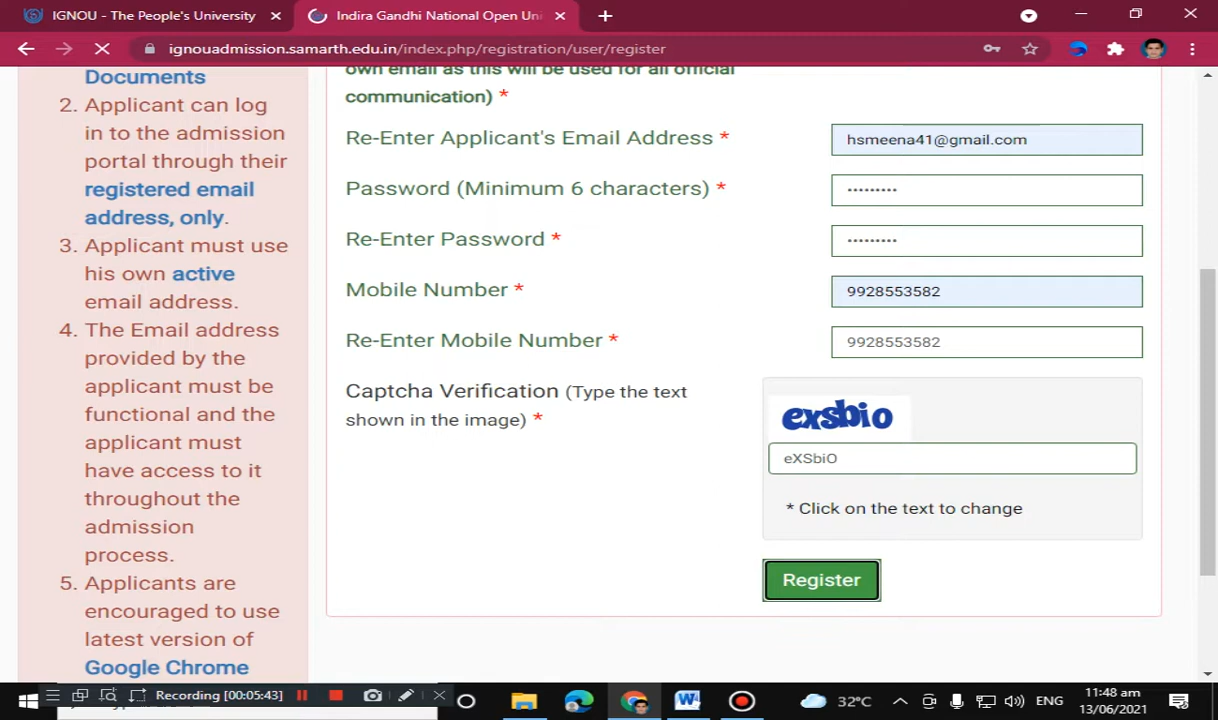 IGNOU - The People's University
Indira Gandhi National Open Uni
ignouadmission.samarth.edu.in/index.php/registration/user/register
Documents
2. Applicant can log
in to the admission
portal through their
registered email
address, only.
3. Applicant must use
his own active
email address.
4. The Email address
provided by the
applicant must be
functional and the
applicant must
have access to it
throughout the
admission
process.
5. Applicants are
encouraged to use
latest version of
Google Chrome
own email as this will be used for all official
communication) *
Re-Enter Applicant's Email Address *
hsmeena41@gmail.com
Password (Minimum 6 characters) *
•••••••••
Re-Enter Password *
•••••••••
Mobile Number *
9928553582
Re-Enter Mobile Number *
9928553582
Captcha Verification (Type the text
shown in the image) *
exsbio
eXSbiO
* Click on the text to change
Register
Recording [00:05:43]
32°C
ENG
11:48 am
13/06/2021